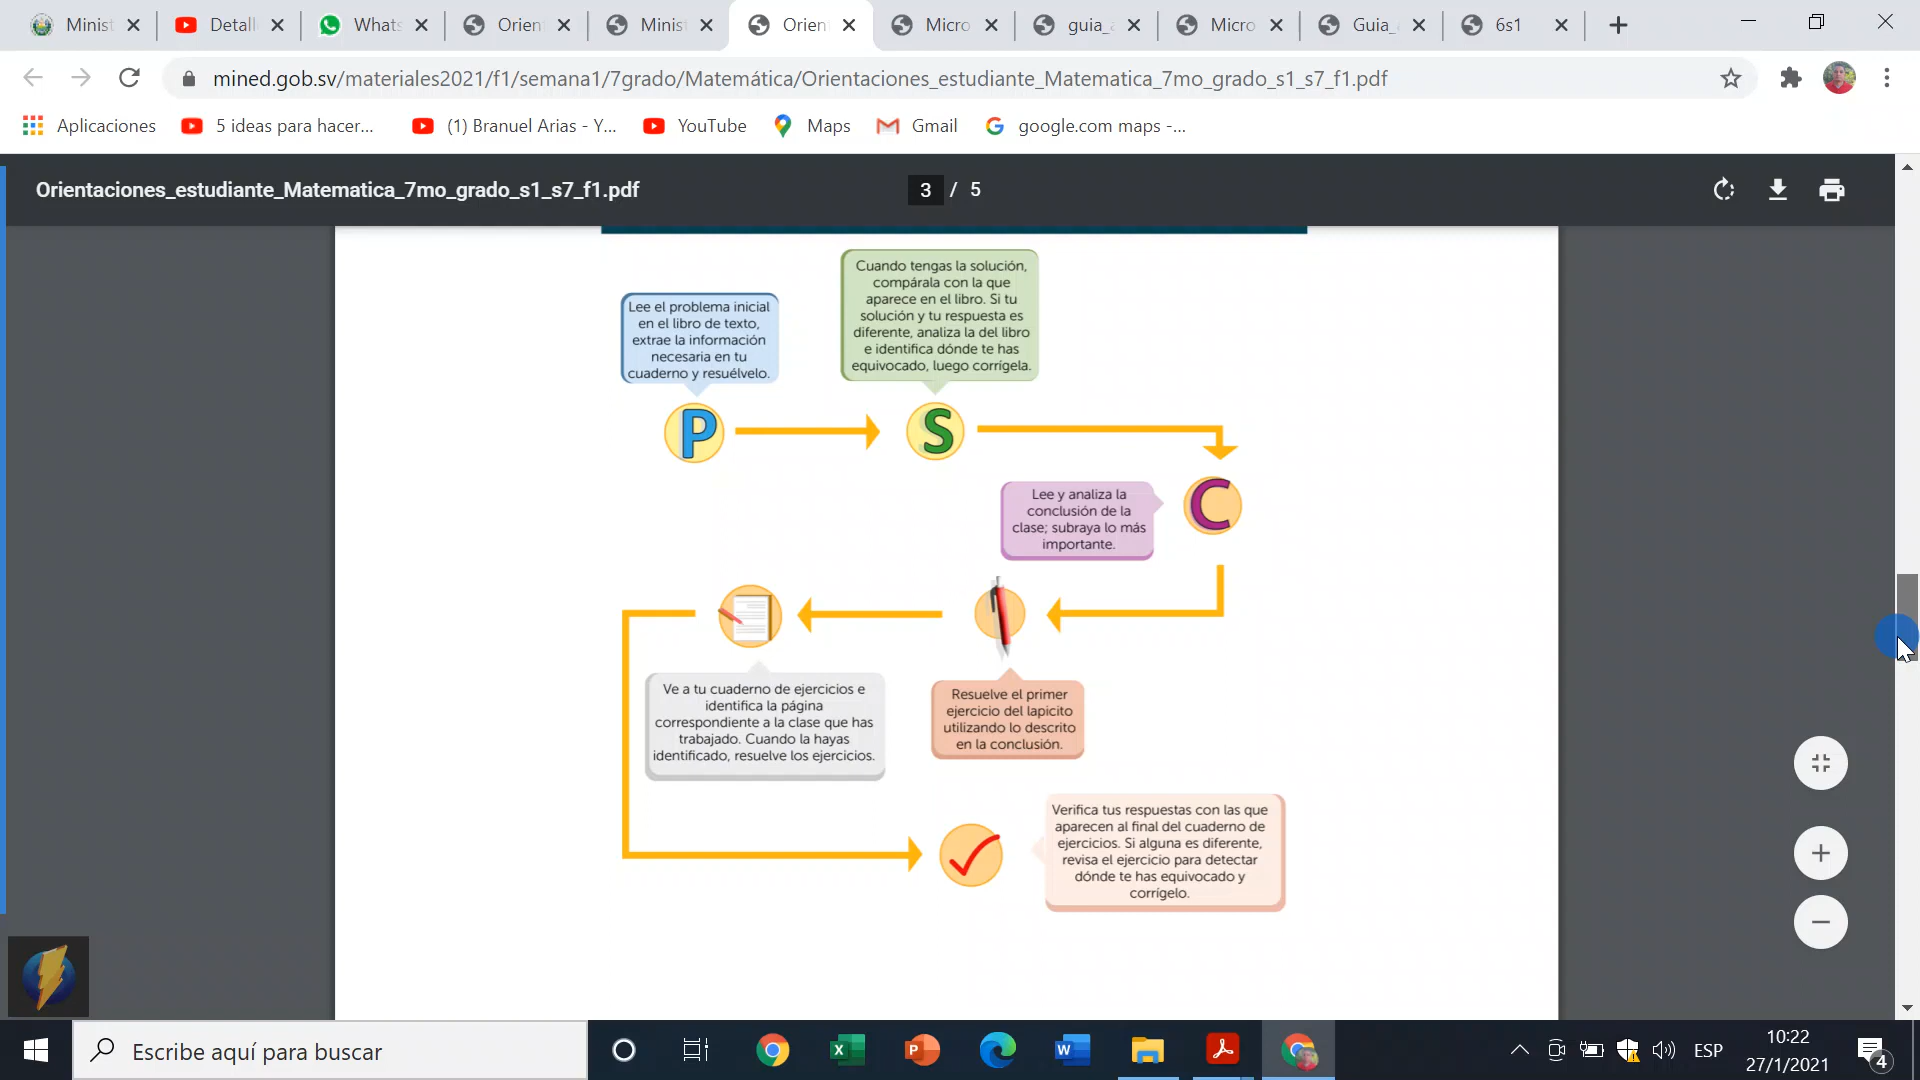 Minist
Detall
Whats
Orien
Minist
Orien
Micro
guia_
Micro
Guia_
6s1
mined.gob.sv/materiales2021/f1/semana1/7grado/Matemática/Orientaciones_estudiante_Matematica_7mo_grado_s1_s7_f1.pdf
Aplicaciones
5 ideas para hacer...
(1) Branuel Arias - Y...
YouTube
Maps
Gmail
google.com maps -...
Orientaciones_estudiante_Matematica_7mo_grado_s1_s7_f1.pdf
3 / 5
Lee el problema inicial
en el libro de texto,
extrae la información
necesaria en tu
cuaderno y resuélvelo.
Cuando tengas la solución,
compárala con la que
aparece en el libro. Si tu
solución y tu respuesta es
diferente, analiza la del libro
e identifica dónde te has
equivocado, luego corrígela.
P
S
C
Lee y analiza la
conclusión de la
clase; subraya lo más
importante.
Ve a tu cuaderno de ejercicios e
identifica la página
correspondiente a la clase que has
trabajado. Cuando la hayas
identificado, resuelve los ejercicios.
Resuelve el primer
ejercicio del lapicito
utilizando lo descrito
en la conclusión.
Verifica tus respuestas con las que
aparecen al final del cuaderno de
ejercicios. Si alguna es diferente,
revisa el ejercicio para detectar
dónde te has equivocado y
corrígelo.
Escribe aquí para buscar
ESP
10:22
27/1/2021
4